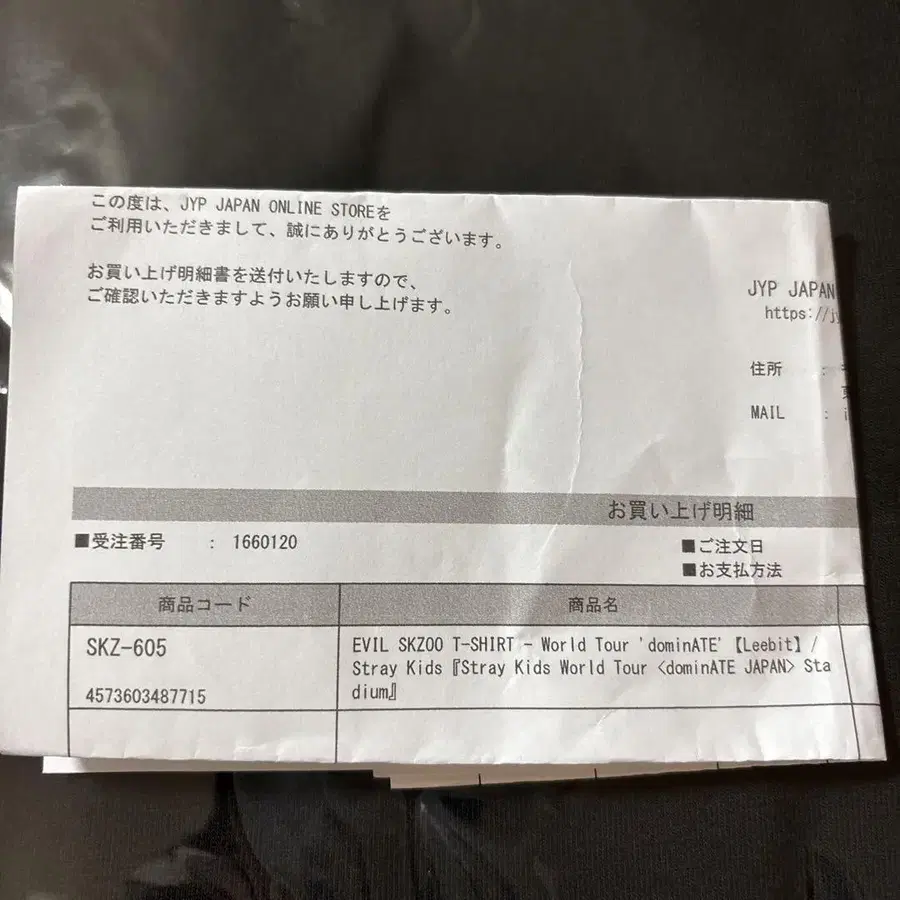 この度は、JYP JAPAN ONLINE STOREを
ご利用いただきまして、誠にありがとうございます。
お買い上げ明細書を送付いたしますので、
ご確認いただきますようお願い申し上げます。
JYP JAPAN
https://j
住所 :
MAIL :
お買い上げ明細
■受注番号 : 1660120
■ご注文日
■お支払方法
商品コード 商品名
SKZ-605
4573603487715
EVIL SKZOO T-SHIRT - World Tour 'dominATE'【Leebit】/
Stray Kids『Stray Kids World Tour <dominATE JAPAN> Sta
dium』